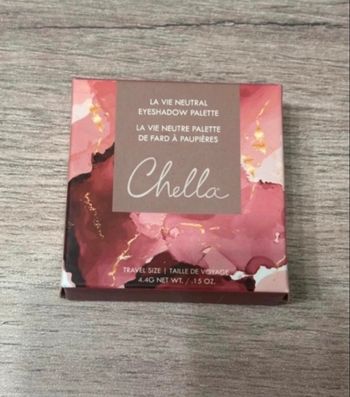 LA VIE NEUTRAL
EYESHADOW PALETTE
LA VIE NEUTRE PALETTE
DE FARD À PAUPIÈRES
Chella
TRAVEL SIZE | TAILLE DE VOYAGE
4.4G NET WT. / .15 OZ.